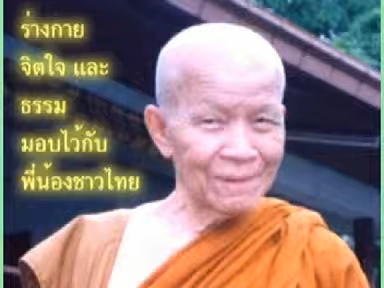 ร่างกาย
จิตใจ และ
ธรรม
มอบไว้กับ
พี่น้องชาวไทย